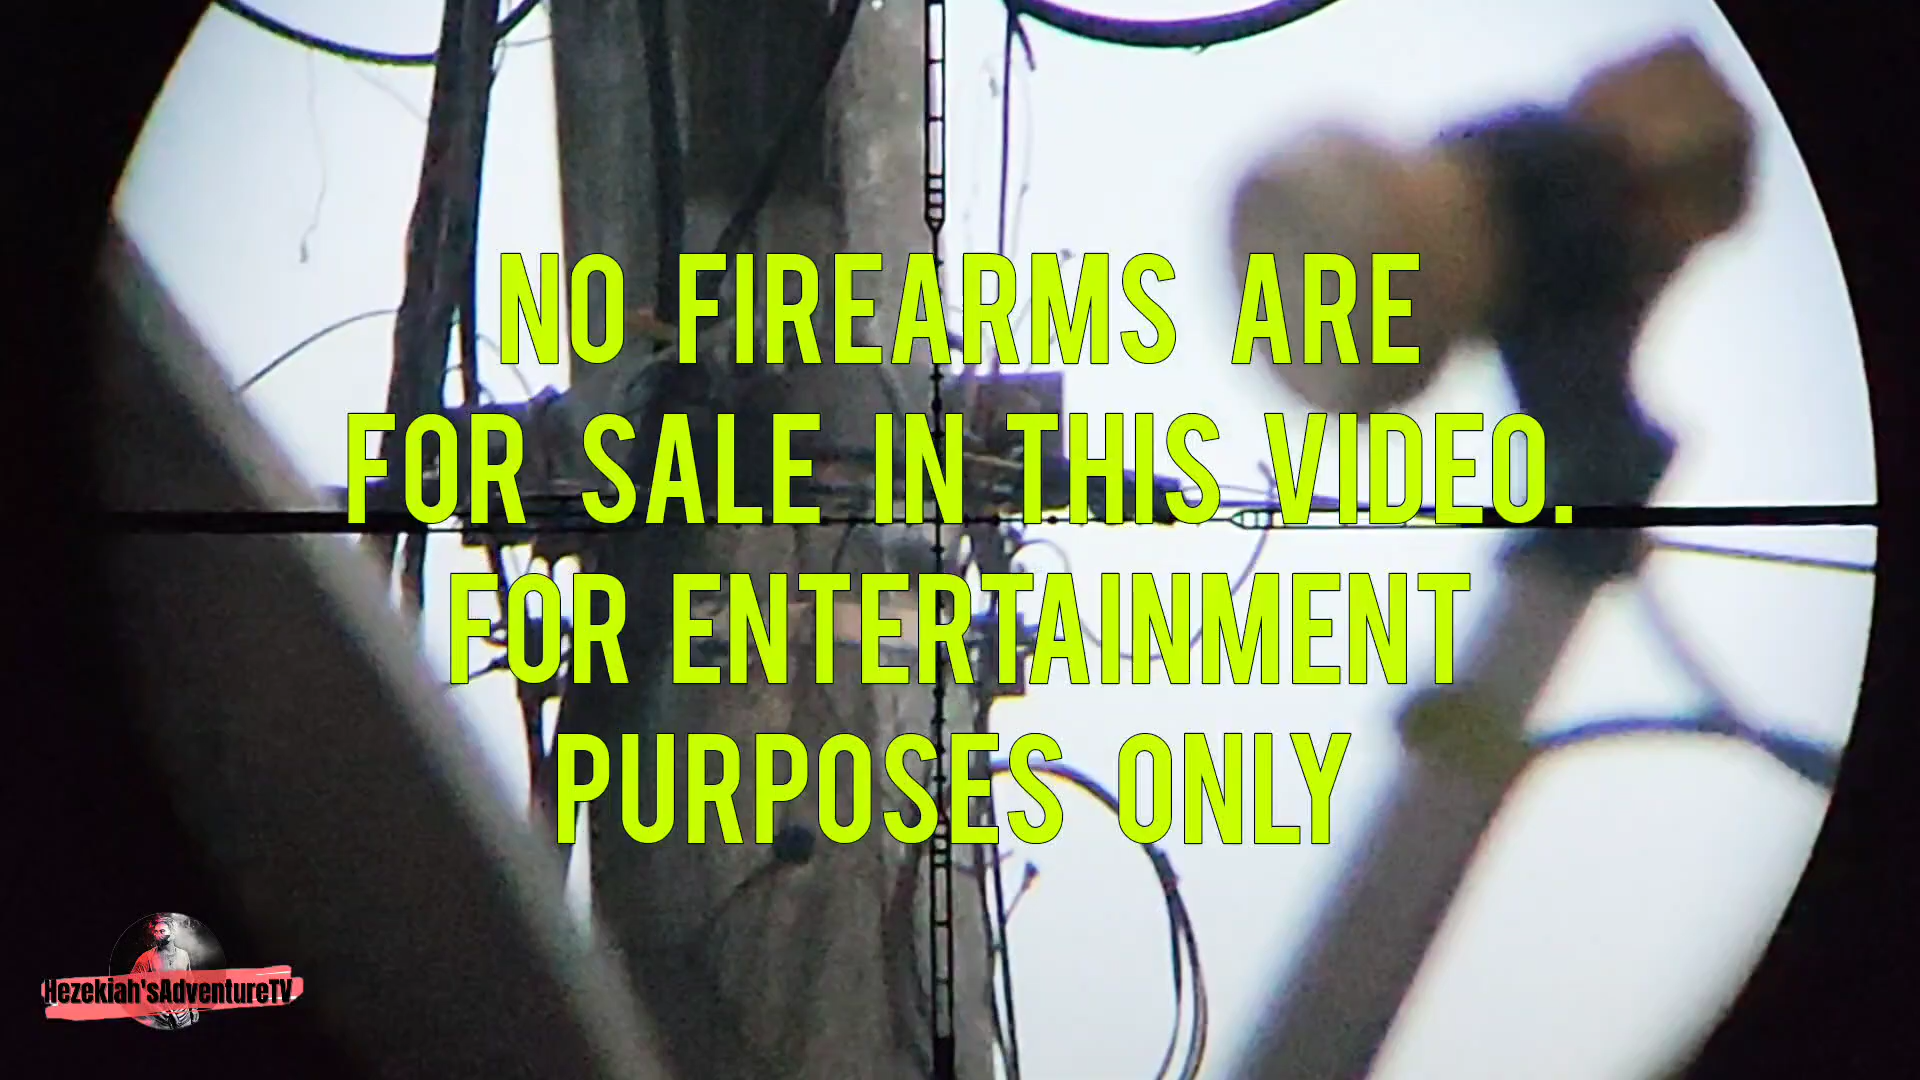 NO FIREARMS ARE
FOR SALE IN THIS VIDEO.
FOR ENTERTAINMENT
PURPOSES ONLY
Hezekiah'sAdventureTV